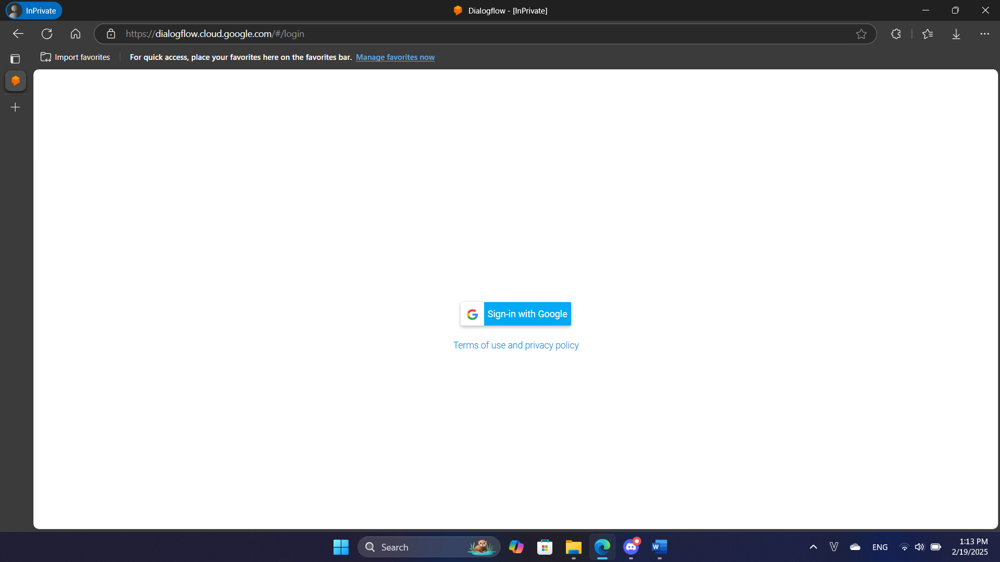 InPrivate
Dialogflow - [InPrivate]
https://dialogflow.cloud.google.com/#/login
Import favorites
For quick access, place your favorites here on the favorites bar. Manage favorites now
Sign-in with Google
Terms of use and privacy policy
Search
ENG
1:13 PM
2/19/2025